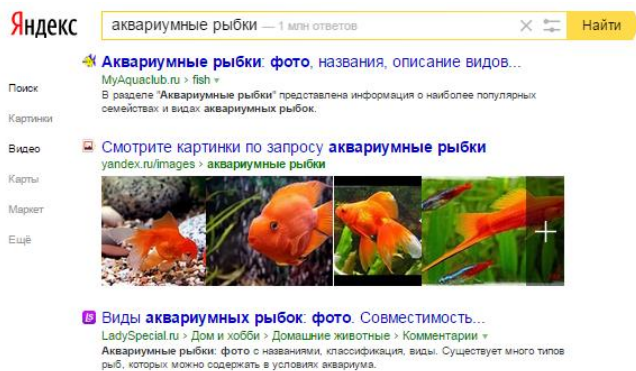 Яндекс
аквариумные рыбки — 1 млн ответов
Найти
Поиск
Картинки
Видео
Карты
Маркет
Ещё
Аквариумные рыбки: фото, названия, описание видов...
MyAquaclub.ru › fish
В разделе "Аквариумные рыбки" представлена информация о наиболее популярных
семействах и видах аквариумных рыбок.
Смотрите картинки по запросу аквариумные рыбки
yandex.ru/images › аквариумные рыбки
Виды аквариумных рыбок: фото. Совместимость...
LadySpecial.ru › Дом и хобби › Домашние животные › Комментарии
Аквариумные рыбки: фото с названиями, классификация, виды. Существует много типов
рыб, которых можно содержать в условиях аквариума.